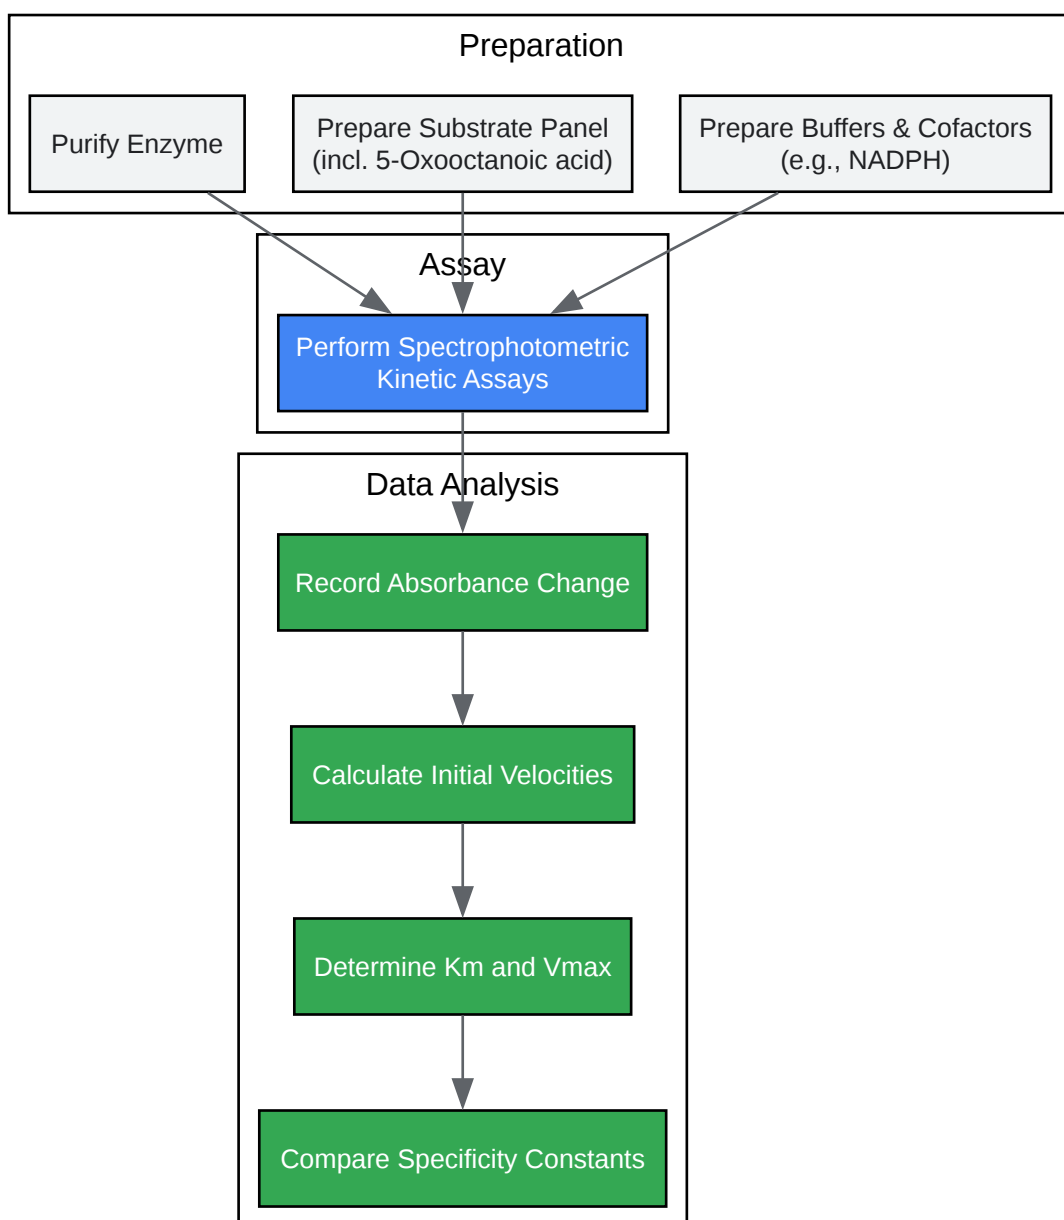 Preparation
Purify Enzyme
Prepare Substrate Panel
(incl. 5-Oxooctanoic acid)
Prepare Buffers & Cofactors
(e.g., NADPH)
Assay
Perform Spectrophotometric
Kinetic Assays
Data Analysis
Record Absorbance Change
Calculate Initial Velocities
Determine Km and Vmax
Compare Specificity Constants